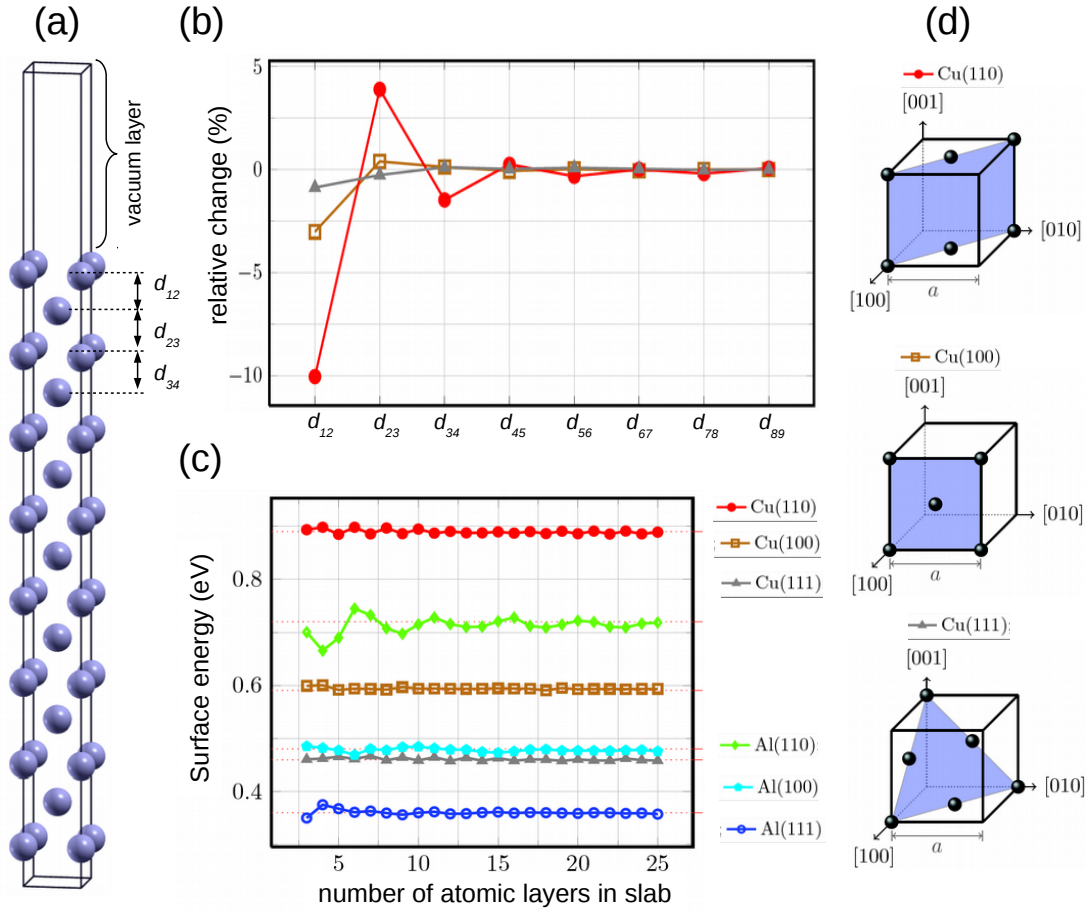 (a)
vacuum layer
d12
d23
d34
(b)
relative change (%)
5
0
−5
−10
d12 d23 d34 d45 d56 d67 d78 d89
(c)
Surface energy (eV)
0.8
0.6
0.4
5 10 15 20 25
number of atomic layers in slab
Cu(110)
Cu(100)
Cu(111)
Al(110)
Al(100)
Al(111)
(d)
Cu(110)
[001]
[010]
[100]
a
Cu(100)
[001]
[010]
[100]
a
Cu(111)
[001]
[010]
[100]
a